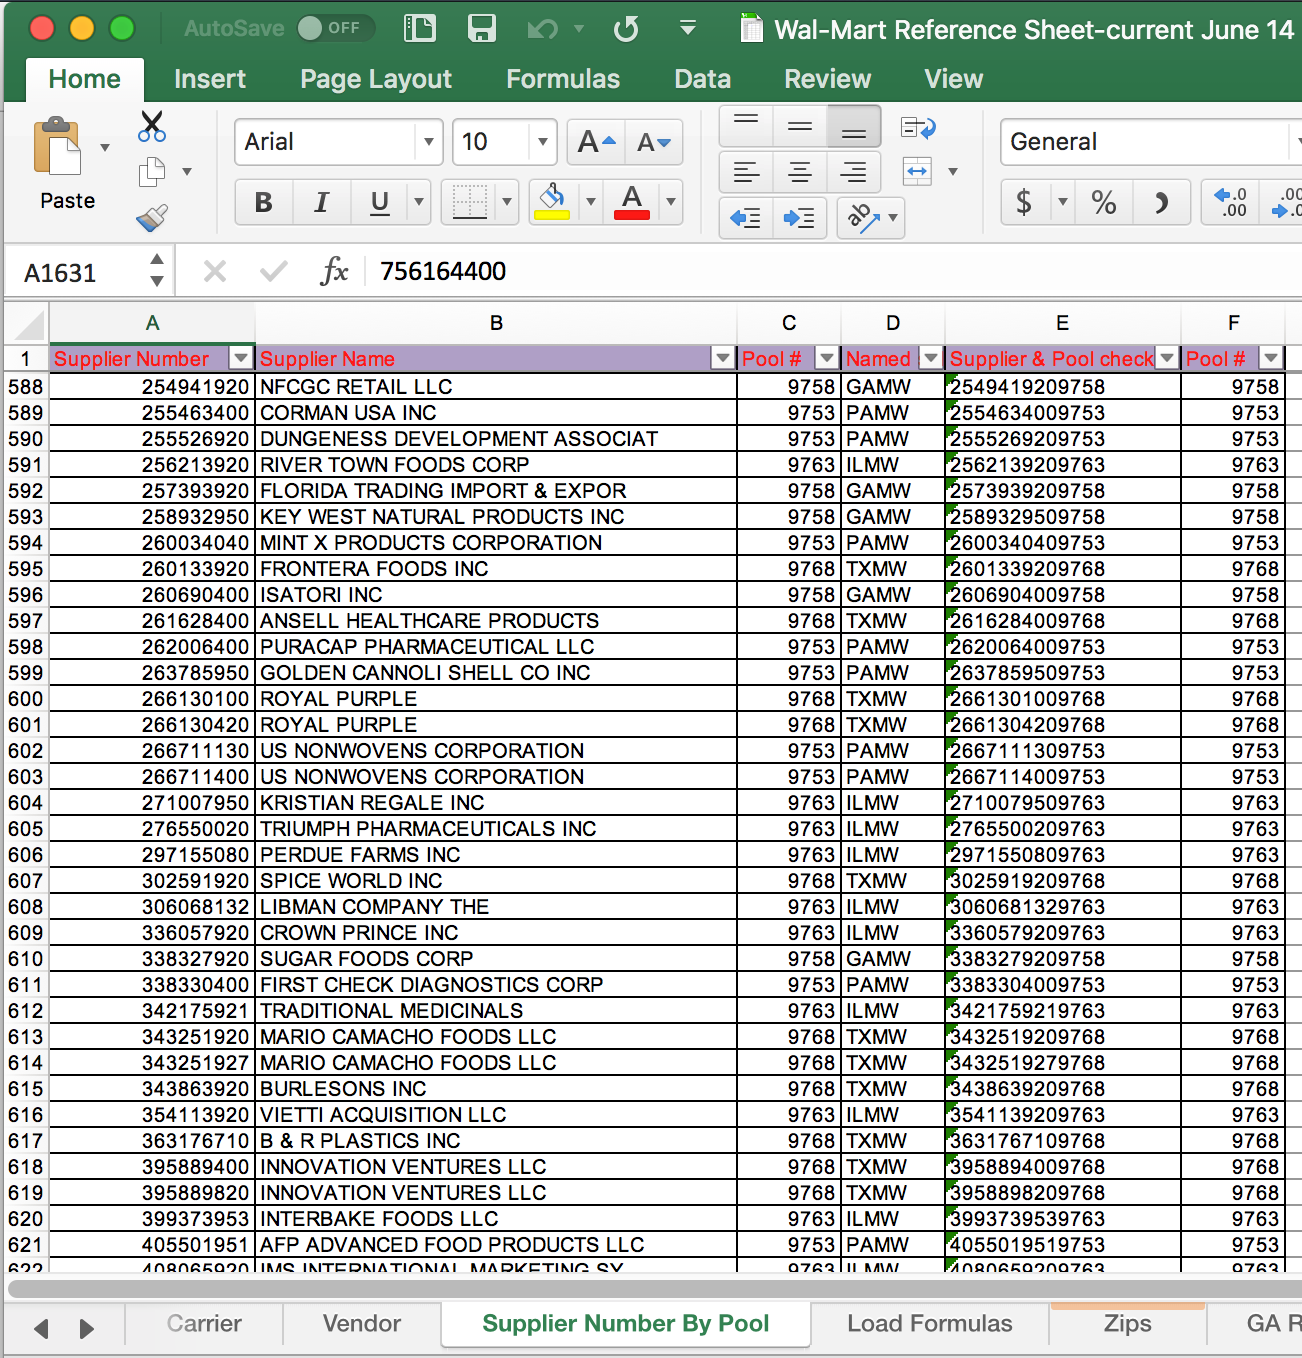 AutoSave OFF Wal-Mart Reference Sheet-current June 14
Home Insert Page Layout Formulas Data Review View
Arial 10 A A General
Paste B I U A ab $ % .0 .00 .00
A1631 fx 756164400
A B C D E F
1 Supplier Number Supplier Name Pool # Named Supplier & Pool check Pool #
588 254941920 NFCGC RETAIL LLC 9758 GAMW 2549419209758 9758
589 255463400 CORMAN USA INC 9753 PAMW 2554634009753 9753
590 255526920 DUNGENESS DEVELOPMENT ASSOCIAT 9753 PAMW 2555269209753 9753
591 256213920 RIVER TOWN FOODS CORP 9763 ILMW 2562139209763 9763
592 257393920 FLORIDA TRADING IMPORT & EXPOR 9758 GAMW 2573939209758 9758
593 258932950 KEY WEST NATURAL PRODUCTS INC 9758 GAMW 2589329509758 9758
594 260034040 MINT X PRODUCTS CORPORATION 9753 PAMW 2600340409753 9753
595 260133920 FRONTERA FOODS INC 9768 TXMW 2601339209768 9768
596 260690400 ISATORI INC 9758 GAMW 2606904009758 9758
597 261628400 ANSELL HEALTHCARE PRODUCTS 9768 TXMW 2616284009768 9768
598 262006400 PURACAP PHARMACEUTICAL LLC 9753 PAMW 2620064009753 9753
599 263785950 GOLDEN CANNOLI SHELL CO INC 9753 PAMW 2637859509753 9753
600 266130100 ROYAL PURPLE 9768 TXMW 2661301009768 9768
601 266130420 ROYAL PURPLE 9768 TXMW 2661304209768 9768
602 266711130 US NONWOVENS CORPORATION 9753 PAMW 2667111309753 9753
603 266711400 US NONWOVENS CORPORATION 9753 PAMW 2667114009753 9753
604 271007950 KRISTIAN REGALE INC 9763 ILMW 2710079509763 9763
605 276550020 TRIUMPH PHARMACEUTICALS INC 9763 ILMW 2765500209763 9763
606 297155080 PERDUE FARMS INC 9763 ILMW 2971550809763 9763
607 302591920 SPICE WORLD INC 9768 TXMW 3025919209768 9768
608 306068132 LIBMAN COMPANY THE 9763 ILMW 3060681329763 9763
609 336057920 CROWN PRINCE INC 9763 ILMW 3360579209763 9763
610 338327920 SUGAR FOODS CORP 9758 GAMW 3383279209758 9758
611 338330400 FIRST CHECK DIAGNOSTICS CORP 9753 PAMW 3383304009753 9753
612 342175921 TRADITIONAL MEDICINALS 9763 ILMW 3421759219763 9763
613 343251920 MARIO CAMACHO FOODS LLC 9768 TXMW 3432519209768 9768
614 343251927 MARIO CAMACHO FOODS LLC 9768 TXMW 3432519279768 9768
615 343863920 BURLESONS INC 9768 TXMW 3438639209768 9768
616 354113920 VIETTI ACQUISITION LLC 9763 ILMW 3541139209763 9763
617 363176710 B & R PLASTICS INC 9768 TXMW 3631767109768 9768
618 395889400 INNOVATION VENTURES LLC 9768 TXMW 3958894009768 9768
619 395889820 INNOVATION VENTURES LLC 9768 TXMW 3958898209768 9768
620 399373953 INTERBAKE FOODS LLC 9763 ILMW 3993739539763 9763
621 405501951 AFP ADVANCED FOOD PRODUCTS LLC 9753 PAMW 4055019519753 9753
622 408065920 IMS INTERNATIONAL MARKETING SY 9763 ILMW 4080659209763 9763
Carrier Vendor Supplier Number By Pool Load Formulas Zips GA R